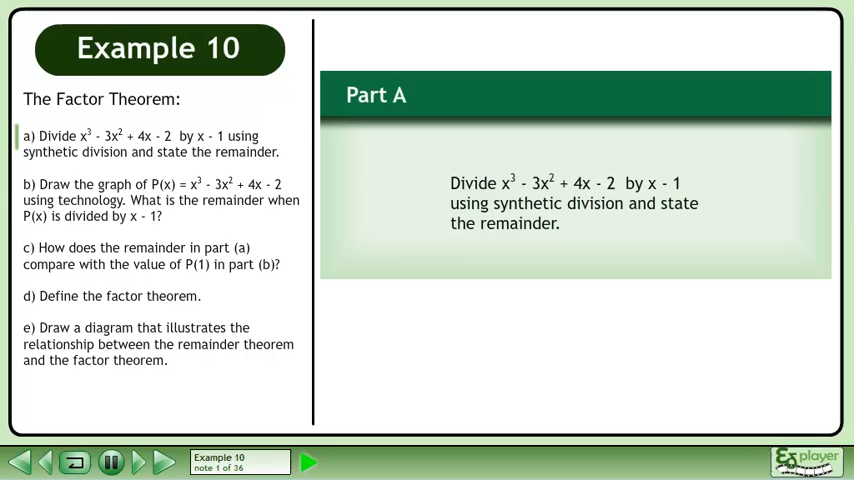 Example 10
The Factor Theorem:
a) Divide x³ - 3x² + 4x - 2 by x - 1 using
synthetic division and state the remainder.
b) Draw the graph of P(x) = x³ - 3x² + 4x - 2
using technology. What is the remainder when
P(x) is divided by x - 1?
c) How does the remainder in part (a)
compare with the value of P(1) in part (b)?
d) Define the factor theorem.
e) Draw a diagram that illustrates the
relationship between the remainder theorem
and the factor theorem.
Part A
Divide x³ - 3x² + 4x - 2 by x - 1
using synthetic division and state
the remainder.
Example 10
note 1 of 36
player